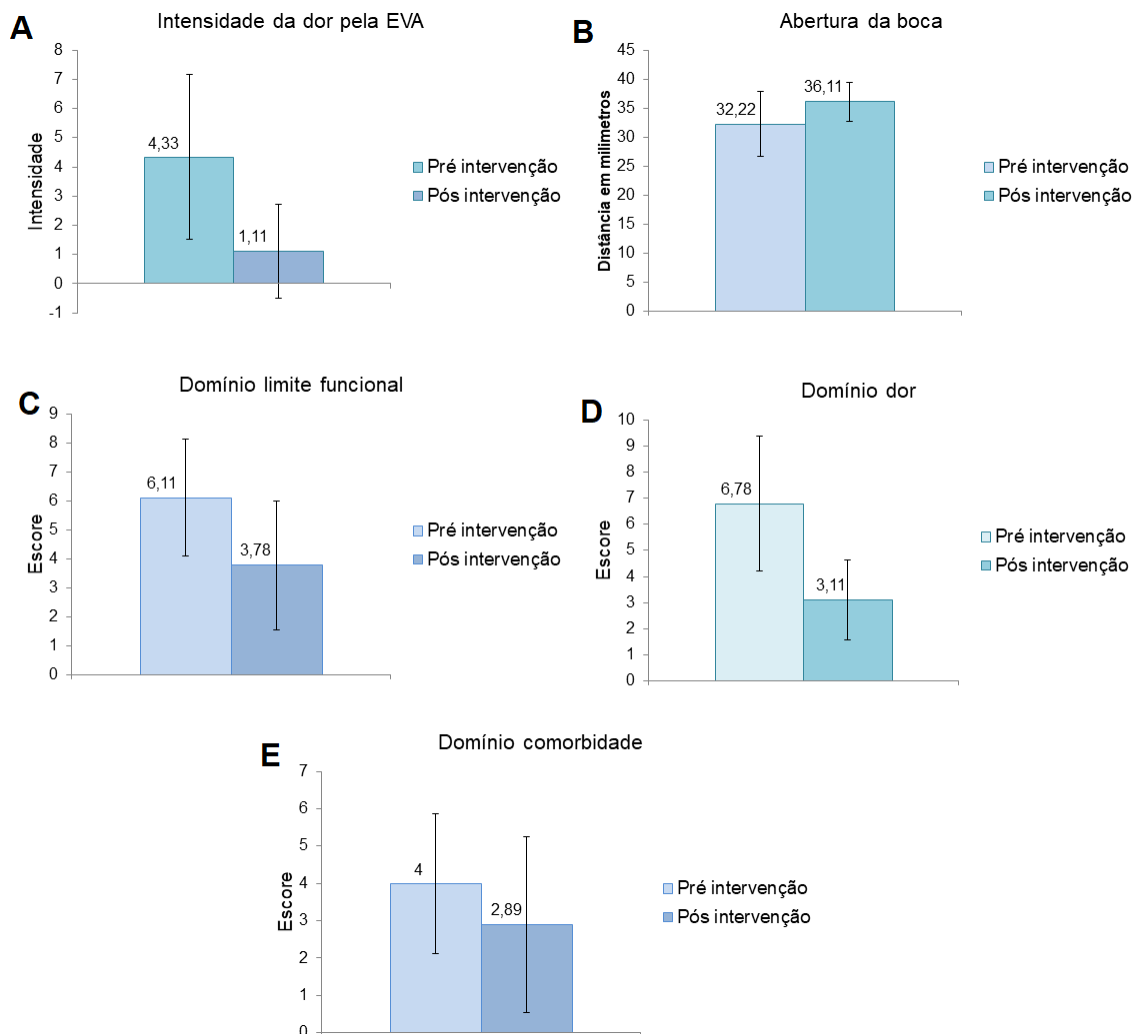 A
Intensidade da dor pela EVA
Intensidade
8
7
6
5
4
3
2
1
0
-1
4,33
1,11
Pré intervenção
Pós intervenção
B
Abertura da boca
Distância em milimetros
45
40
35
30
25
20
15
10
5
0
32,22
36,11
Pré intervenção
Pós intervenção
C
Domínio limite funcional
Escore
9
8
7
6
5
4
3
2
1
0
6,11
3,78
Pré intervenção
Pós intervenção
D
Domínio dor
Escore
10
9
8
7
6
5
4
3
2
1
0
6,78
3,11
Pré intervenção
Pós intervenção
E
Domínio comorbidade
Escore
7
6
5
4
3
2
1
0
4
2,89
Pré intervenção
Pós intervenção